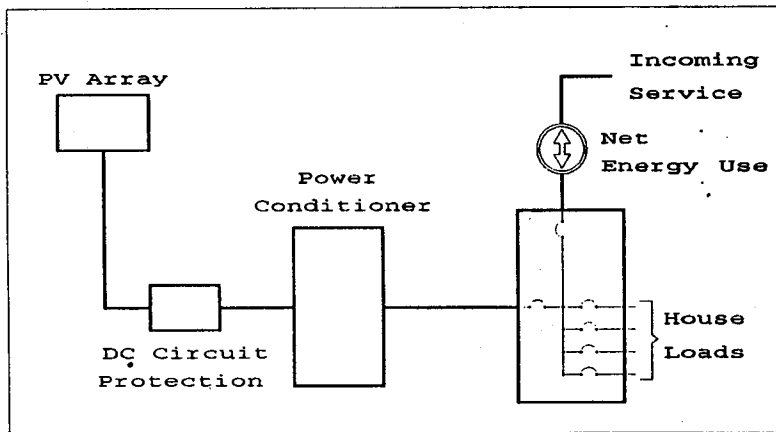 PV Array
Incoming
Service
Net
Energy Use
Power
Conditioner
DC Circuit
Protection
House
Loads